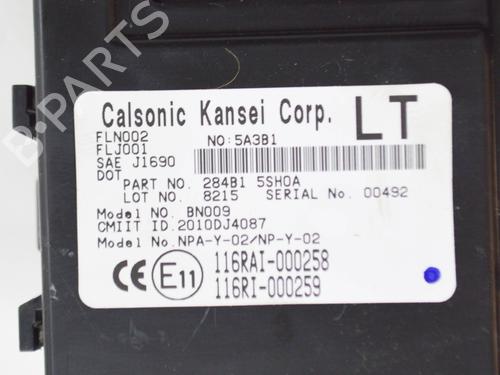 Calsonic Kansei Corp. LT
FLN002 NO:5A3B1
FLJ001
SAE J1690
DOT
PART NO. 284B1 5SH0A
LOT NO. 8215 SERIAL No. 00492
Model NO. BN009
CMIIT ID.2010DJ4087
Model No.NPA-Y-02/NP-Y-02
CE E11 116RAI-000258
116RI-000259